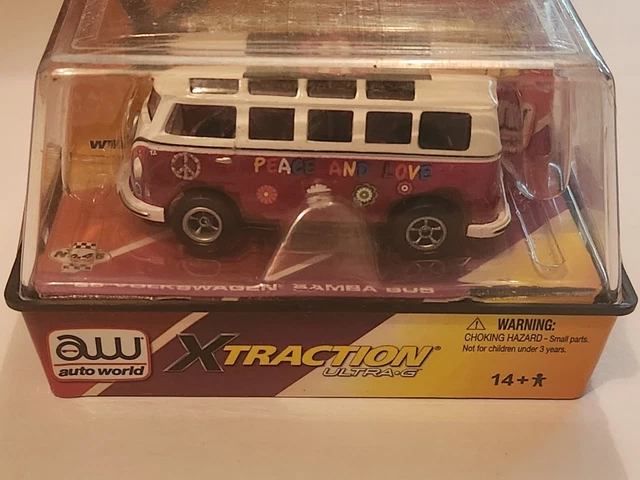 PEACE AND LOVE
VOLKSWAGEN SAMBA BUS
aw
auto world
XTRACTION®
ULTRA•G
WARNING:
CHOKING HAZARD - Small parts.
Not for children under 3 years.
14+